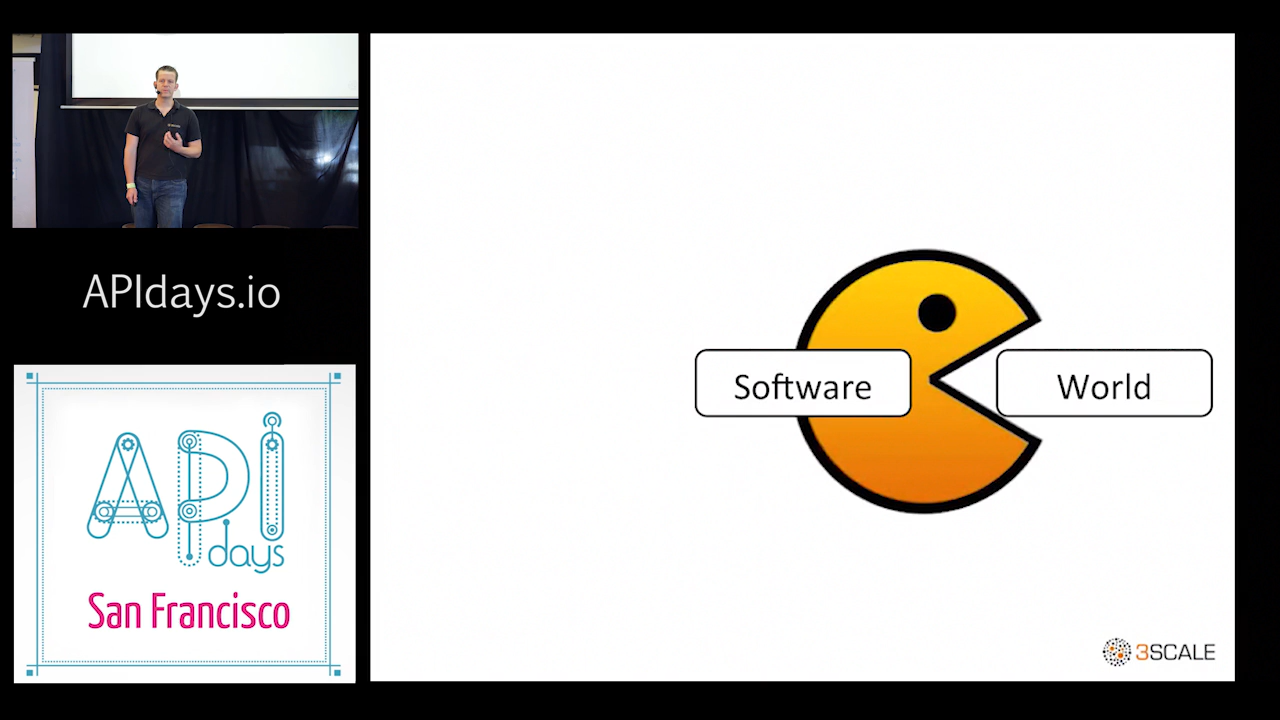 APIdays.io
API
days
San Francisco
Software
World
3SCALE